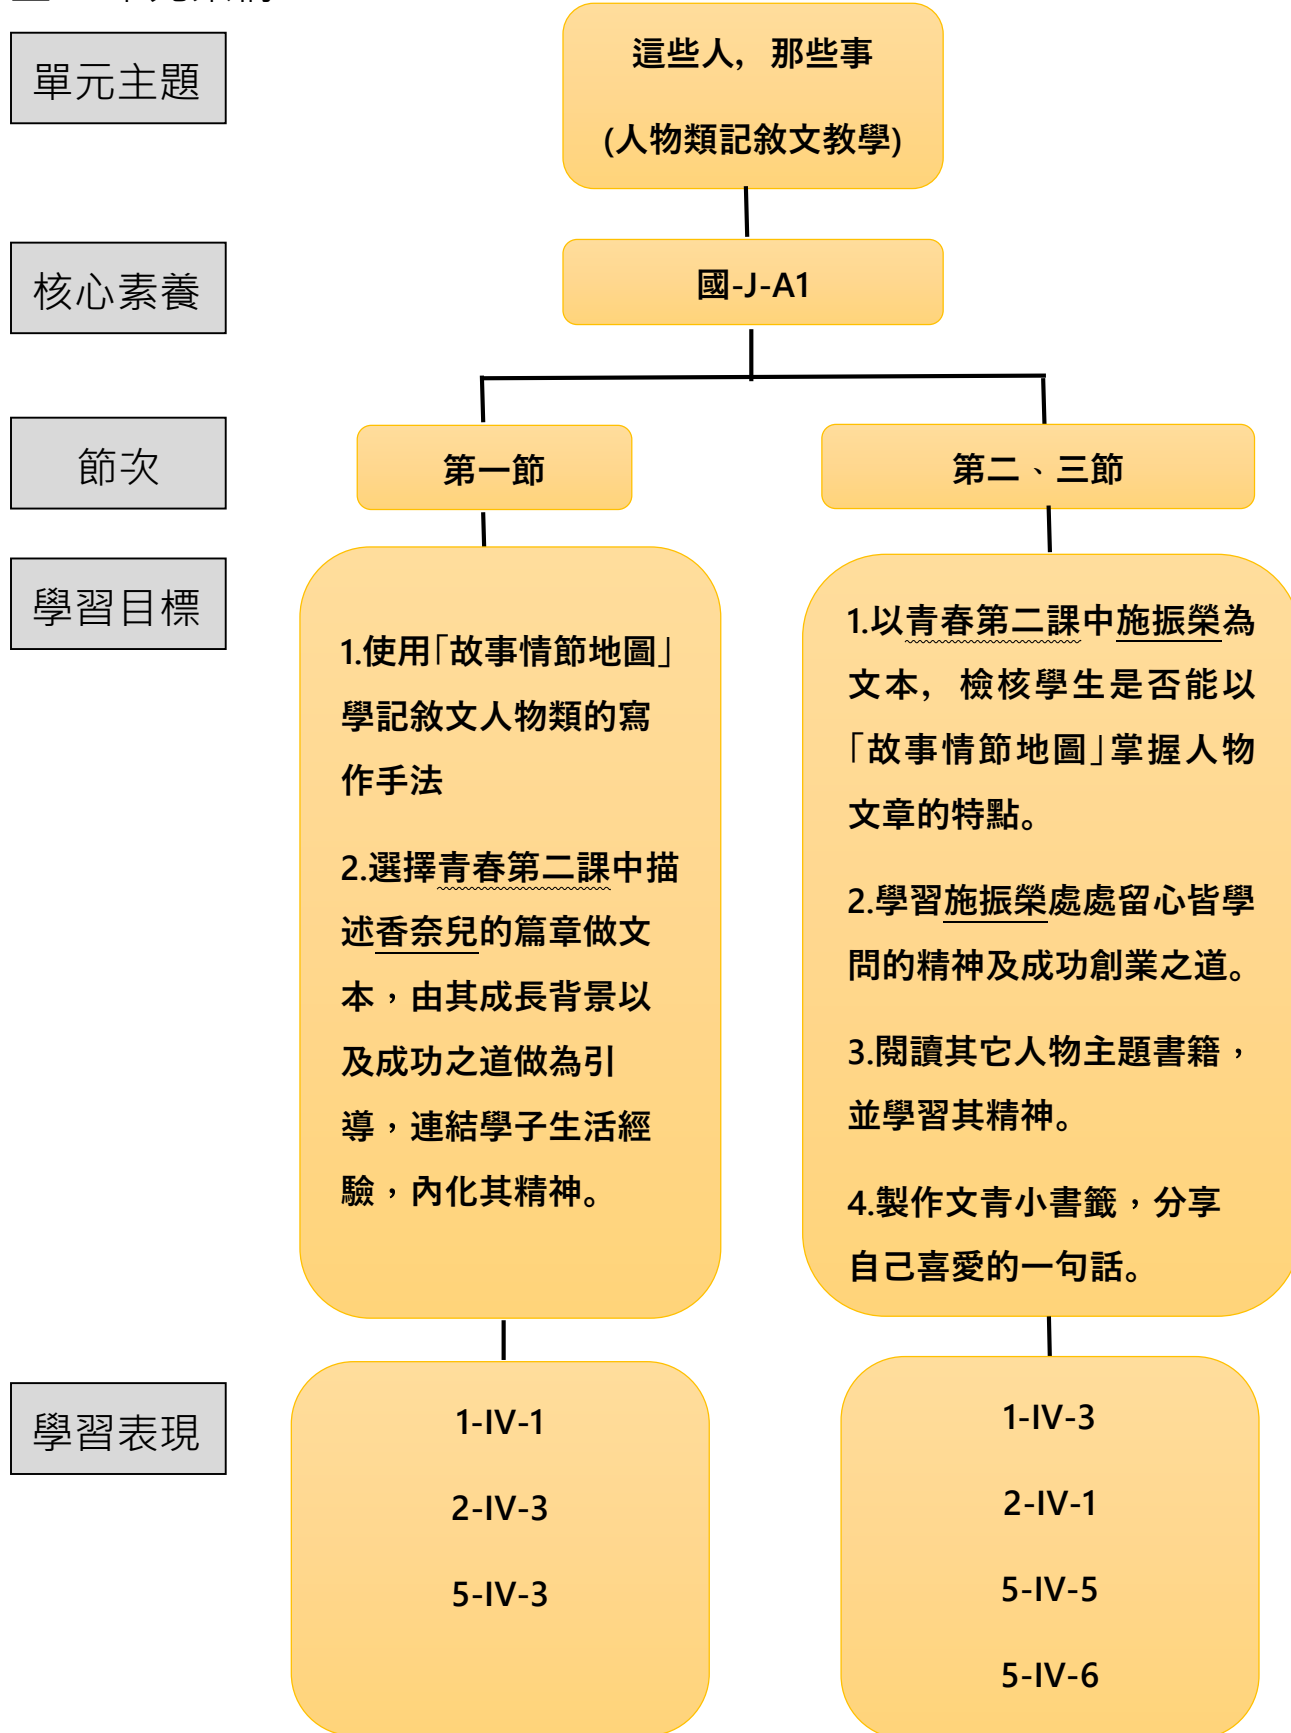 單元主題
這些人，那些事
(人物類記敘文教學)
核心素養
國-J-A1
節次
第一節
第二、三節
學習目標
1.使用「故事情節地圖」
學記敘文人物類的寫
作手法
2.選擇青春第二課中描
述香奈兒的篇章做文
本，由其成長背景以
及成功之道做為引
導，連結學子生活經
驗，內化其精神。
1.以青春第二課中施振榮為
文本，檢核學生是否能以
「故事情節地圖」掌握人物
文章的特點。
2.學習施振榮處處留心皆學
問的精神及成功創業之道。
3.閱讀其它人物主題書籍，
並學習其精神。
4.製作文青小書籤，分享
自己喜愛的一句話。
學習表現
1-IV-1
2-IV-3
5-IV-3
1-IV-3
2-IV-1
5-IV-5
5-IV-6